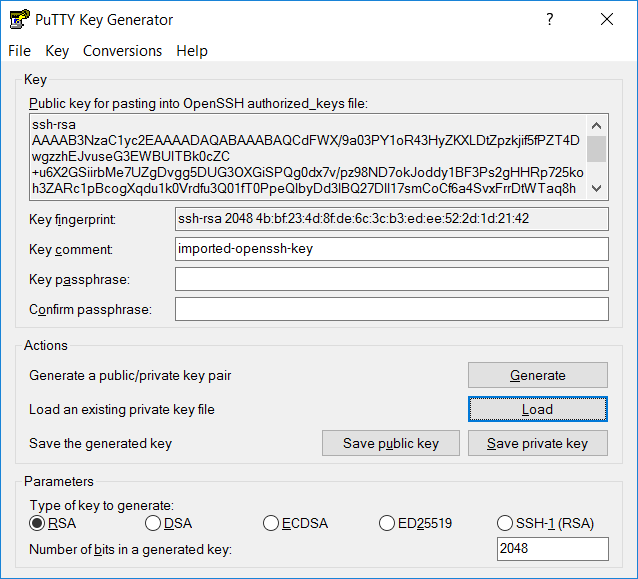 PuTTY Key Generator
?
File Key Conversions Help
Key
Public key for pasting into OpenSSH authorized_keys file:
ssh-rsa
AAAAB3NzaC1yc2EAAAADAQABAAABAQCdFWX/9a03PY1oR43HyZKXLDtZpzkjif5fPZT4D
wgzzhEJvuseG3EWBUlTBk0cZC
+u6X2GSiirbMe7UZgDvgg5DUG3OXGiSPQg0dx7v/pz98ND7okJoddy1BF3Ps2gHHRp725ko
h3ZARc1pBcogXqdu1k0Vrdfu3Q01fT0PpeQIbyDd3lBQ27Dll17smCoCf6a4SvxFrrDtWTaq8h
Key fingerprint: ssh-rsa 2048 4b:bf:23:4d:8f:de:6c:3c:b3:ed:ee:52:2d:1d:21:42
Key comment: imported-openssh-key
Key passphrase:
Confirm passphrase:
Actions
Generate a public/private key pair Generate
Load an existing private key file Load
Save the generated key Save public key Save private key
Parameters
Type of key to generate:
RSA DSA ECDSA ED25519 SSH-1 (RSA)
Number of bits in a generated key: 2048